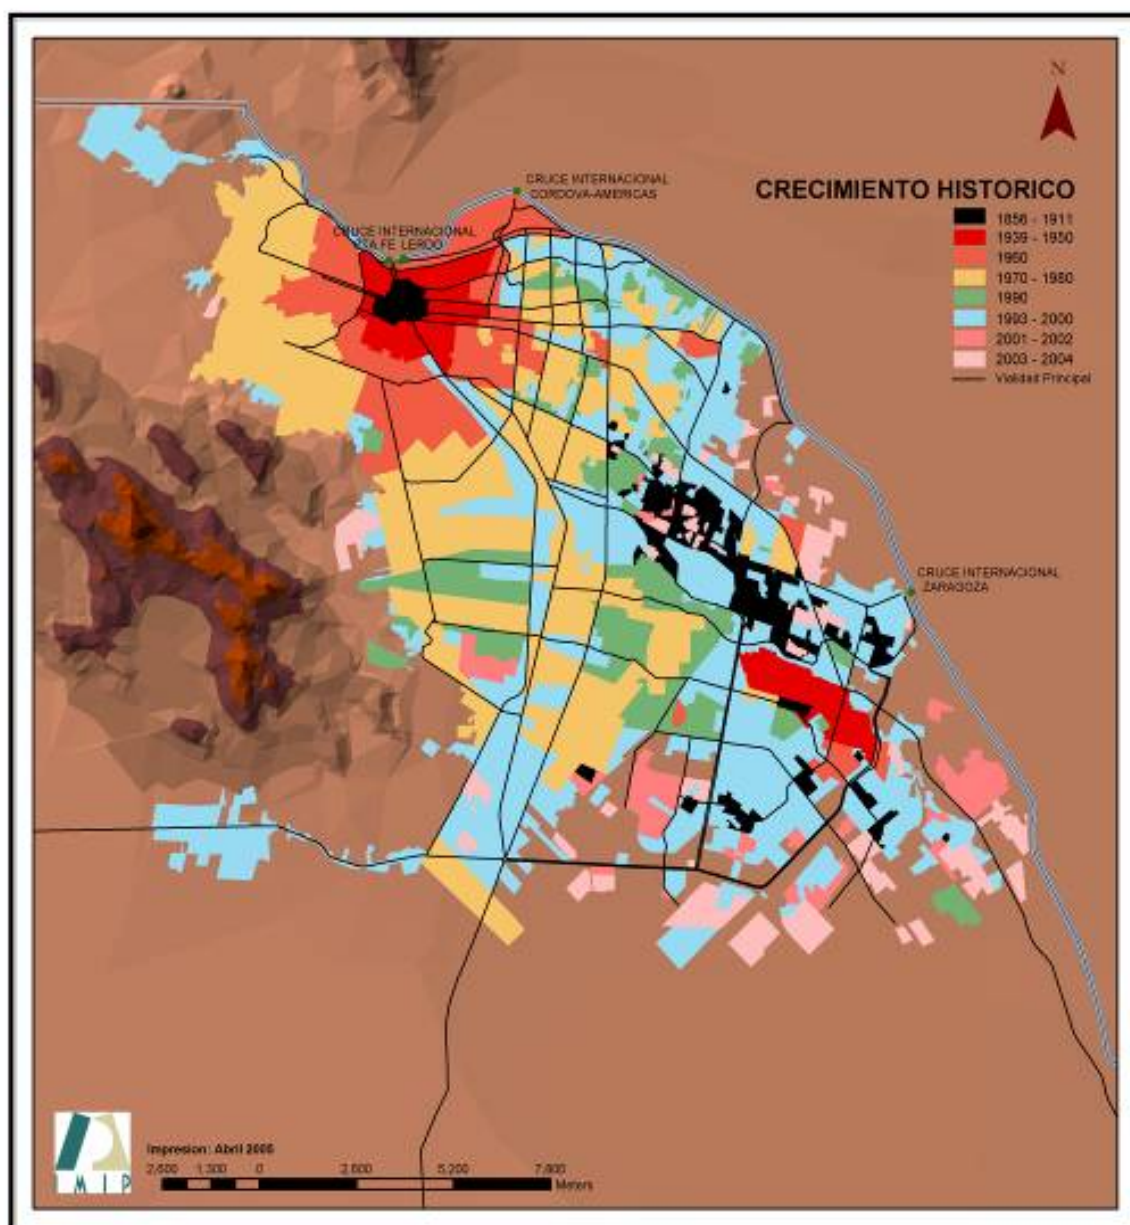 N
CRUCE INTERNACIONAL
CORDOVA-AMERICAS
CRECIMIENTO HISTORICO
1856 - 1911
1939 - 1950
1960
1970 - 1980
1990
1993 - 2000
2001 - 2002
2003 - 2004
Vialidad Principal
CRUCE INTERNACIONAL
FE LERDO
CRUCE INTERNACIONAL
ZARAGOZA
Impresion: Abril 2005
2,600 1,300 0 2,600 5,200 7,800
Meters
IMIP